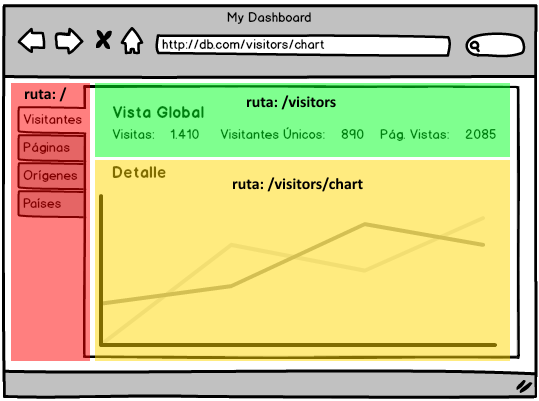 My Dashboard
http://db.com/visitors/chart
ruta: /
Visitantes
Páginas
Orígenes
Países
ruta: /visitors
Vista Global
Visitas: 1.410 Visitantes Únicos: 890 Pág. Vistas: 2085
Detalle
ruta: /visitors/chart